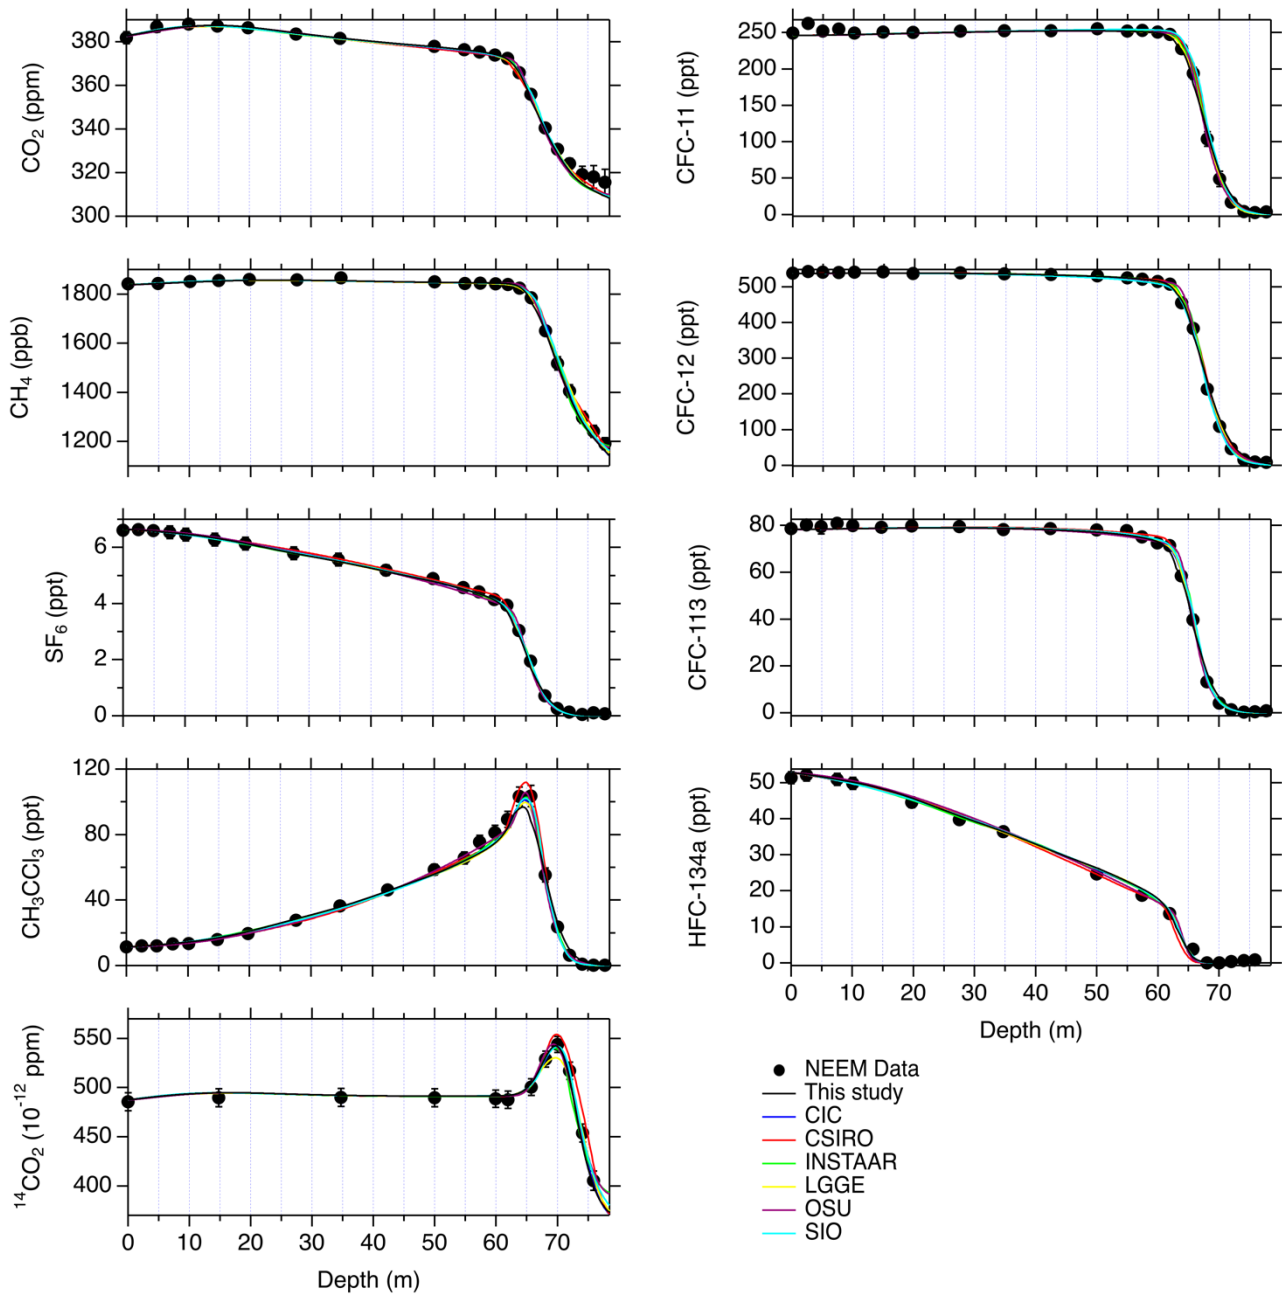 CO2 (ppm)
380
360
340
320
300
CH4 (ppb)
1800
1600
1400
1200
SF6 (ppt)
6
4
2
0
CH3CCl3 (ppt)
120
80
40
0
14CO2 (10-12 ppm)
550
500
450
400
0 10 20 30 40 50 60 70
Depth (m)
CFC-11 (ppt)
250
200
150
100
50
0
CFC-12 (ppt)
500
400
300
200
100
0
CFC-113 (ppt)
80
60
40
20
0
HFC-134a (ppt)
50
40
30
20
10
0
0 10 20 30 40 50 60 70
Depth (m)
NEEM Data
This study
CIC
CSIRO
INSTAAR
LGGE
OSU
SIO